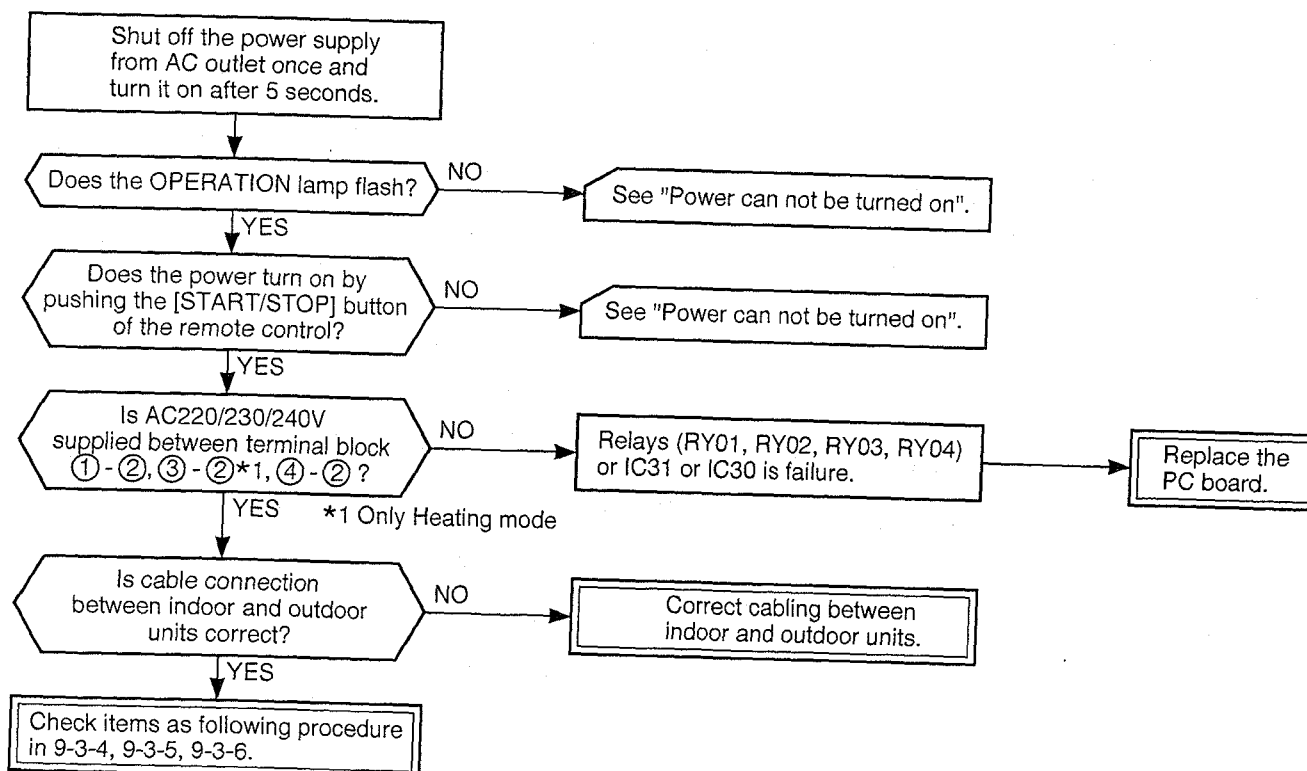 Shut off the power supply
from AC outlet once and
turn it on after 5 seconds.
Does the OPERATION lamp flash?
NO
See "Power can not be turned on".
YES
Does the power turn on by
pushing the [START/STOP] button
of the remote control?
NO
See "Power can not be turned on".
YES
Is AC220/230/240V
supplied between terminal block
①-②, ③-②*1, ④-② ?
NO
Relays (RY01, RY02, RY03, RY04)
or IC31 or IC30 is failure.
Replace the
PC board.
YES
*1 Only Heating mode
Is cable connection
between indoor and outdoor
units correct?
NO
Correct cabling between
indoor and outdoor units.
YES
Check items as following procedure
in 9-3-4, 9-3-5, 9-3-6.